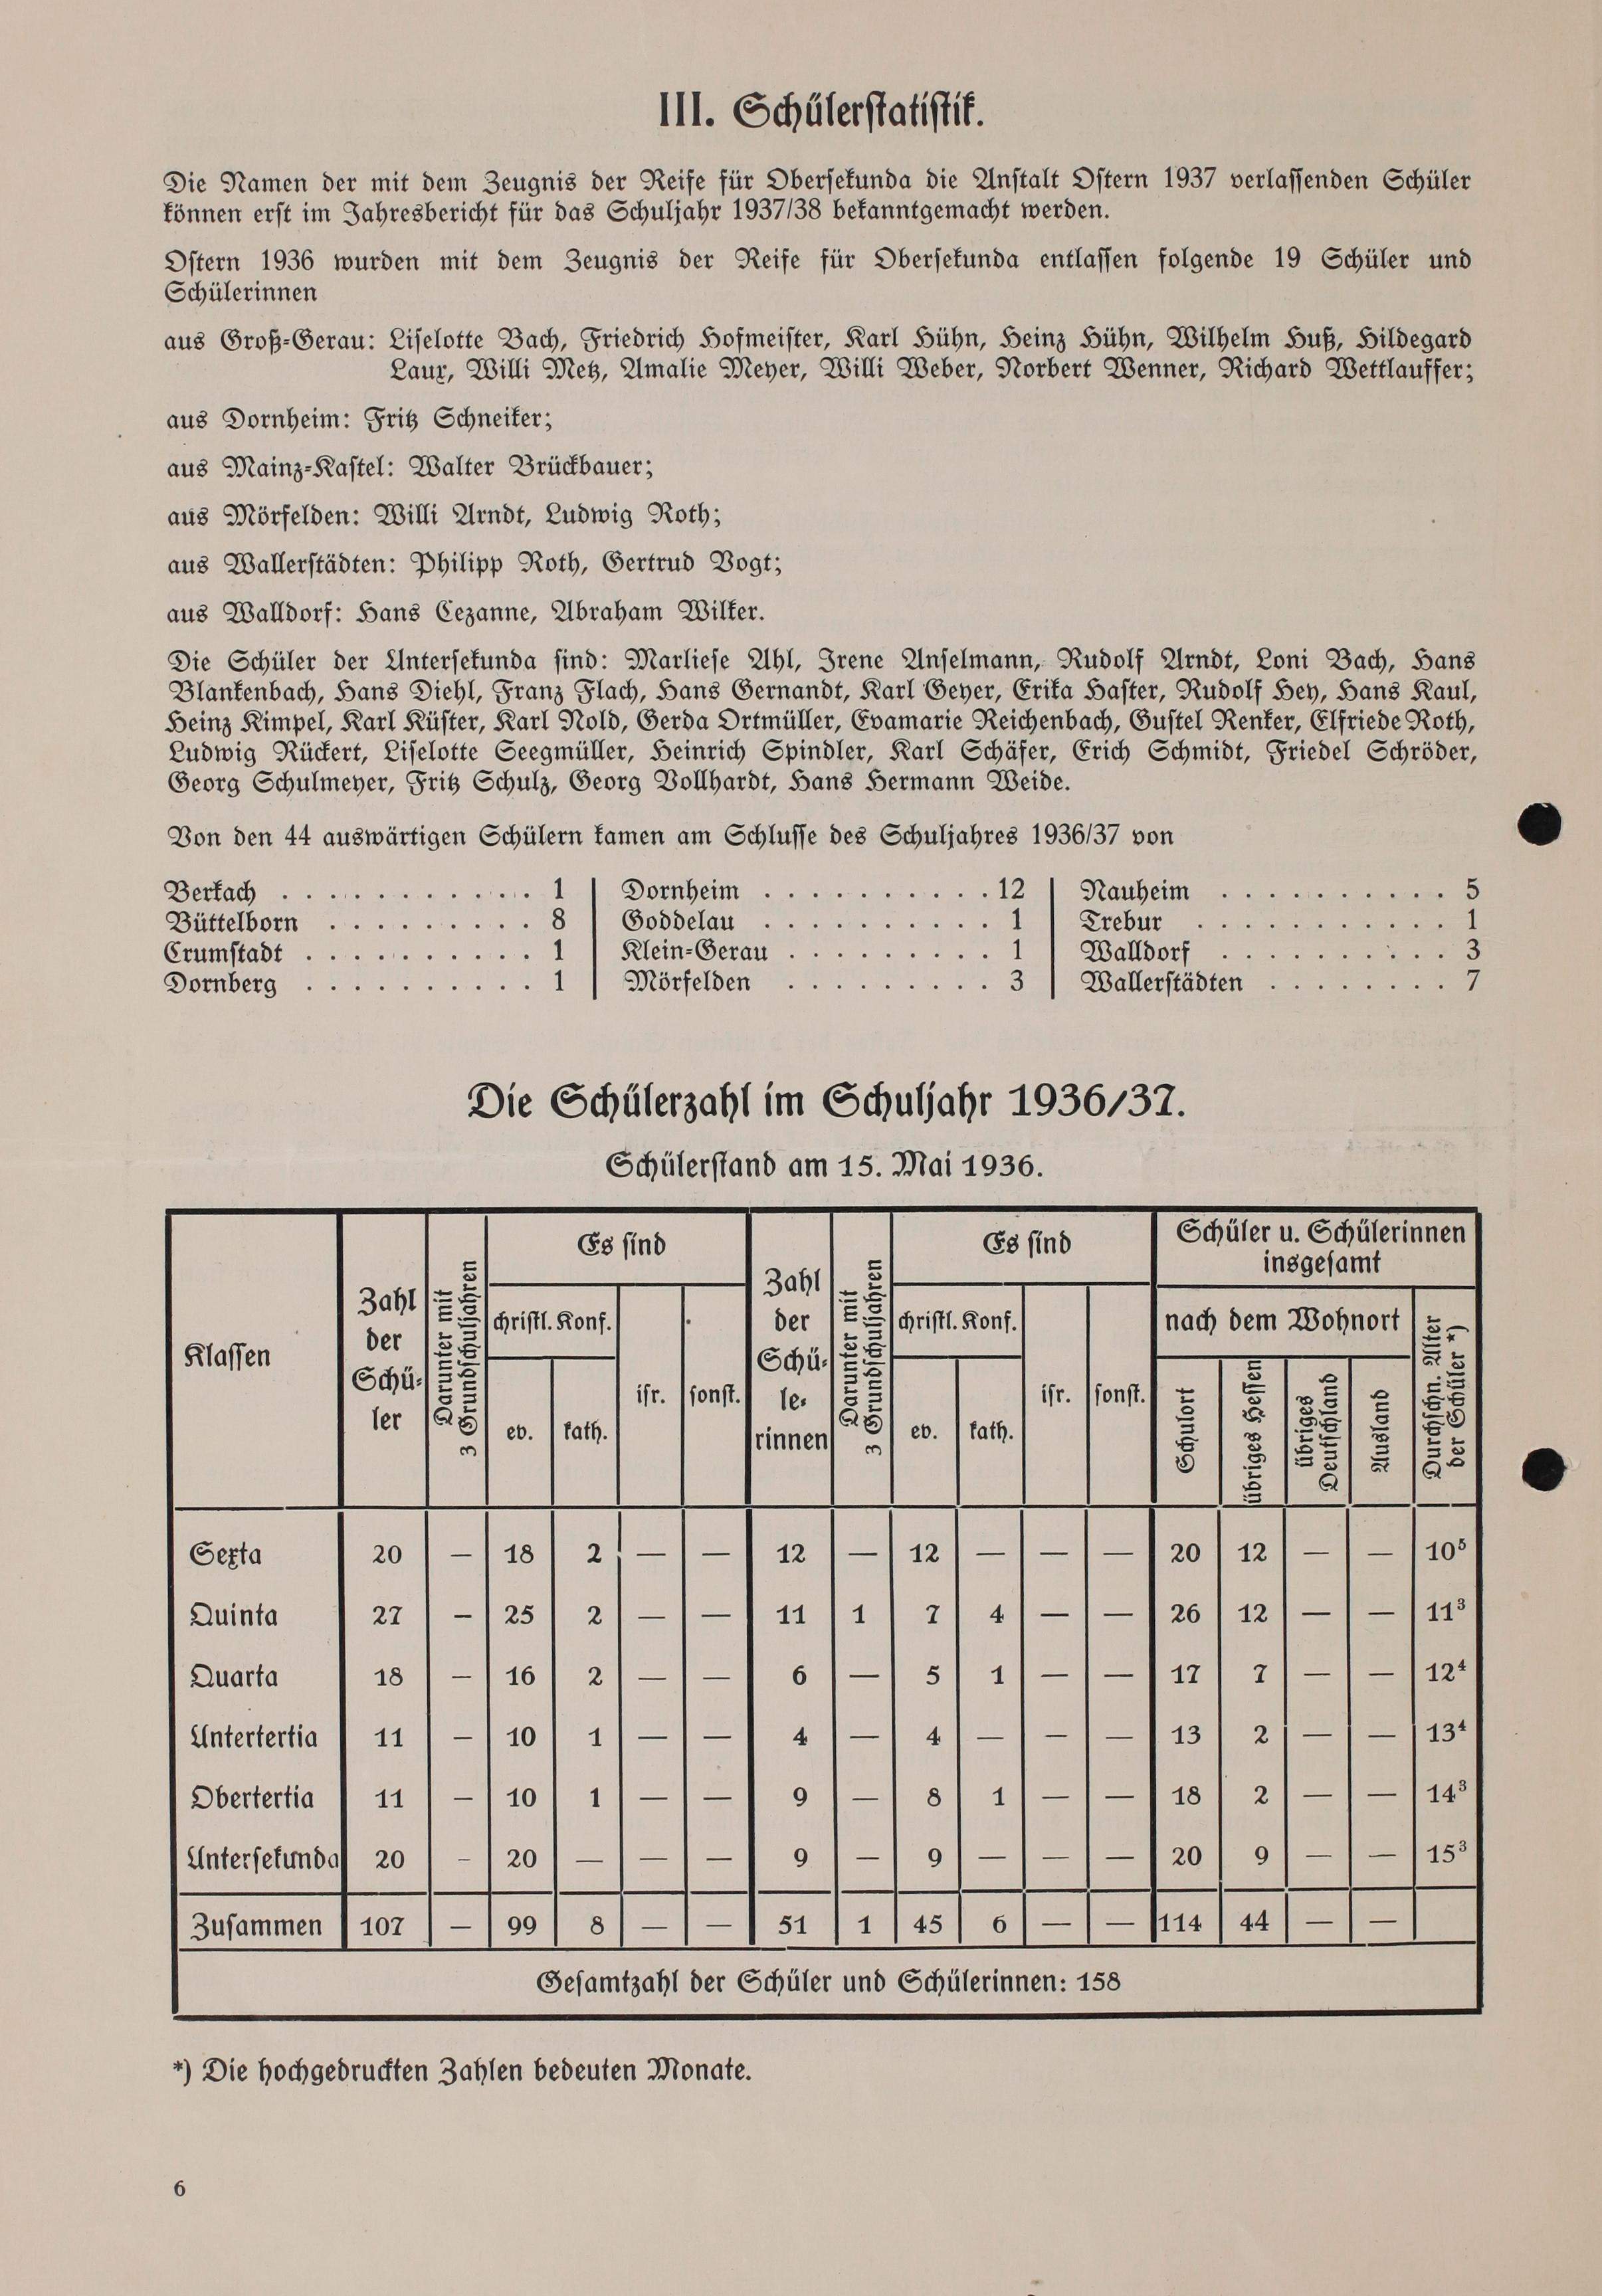 III. Schülerstatistik.
Die Namen der mit dem Zeugnis der Reife für Obersekunda die Anstalt Ostern 1937 verlassenden Schüler
können erst im Jahresbericht für das Schuljahr 1937/38 bekanntgemacht werden.
Ostern 1936 wurden mit dem Zeugnis der Reife für Obersekunda entlassen folgende 19 Schüler und
Schülerinnen
aus Groß-Gerau: Liselotte Bach, Friedrich Hofmeister, Karl Hühn, Heinz Hühn, Wilhelm Huß, Hildegard
Laux, Willi Metz, Amalie Meyer, Willi Weber, Norbert Wenner, Richard Wettlauffer;
aus Dornheim: Fritz Schneiker;
aus Mainz-Kastel: Walter Brückbauer;
aus Mörfelden: Willi Arndt, Ludwig Roth;
aus Wallerstädten: Philipp Roth, Gertrud Vogt;
aus Walldorf: Hans Cezanne, Abraham Wilker.
Die Schüler der Untersekunda sind: Marliese Ahl, Irene Anselmann, Rudolf Arndt, Loni Bach, Hans
Blankenbach, Hans Diehl, Franz Flach, Hans Gernandt, Karl Geyer, Erika Haster, Rudolf Hey, Hans Kaul,
Heinz Kimpel, Karl Küster, Karl Nold, Gerda Ortmüller, Evamarie Reichenbach, Gustel Renker, Elfriede Roth,
Ludwig Rückert, Liselotte Seegmüller, Heinrich Spindler, Karl Schäfer, Erich Schmidt, Friedel Schröder,
Georg Schulmeyer, Fritz Schulz, Georg Vollhardt, Hans Hermann Weide.
Von den 44 auswärtigen Schülern kamen am Schlusse des Schuljahres 1936/37 von
Berkach . . . . . . . . . . . . 1 | Dornheim . . . . . . . . . . 12 | Nauheim . . . . . . . . . . 5
Büttelborn . . . . . . . . . 8 | Goddelau . . . . . . . . . . 1 | Trebur . . . . . . . . . . . 1
Crumstadt . . . . . . . . . . 1 | Klein-Gerau . . . . . . . . . 1 | Walldorf . . . . . . . . . . 3
Dornberg . . . . . . . . . . 1 | Mörfelden . . . . . . . . . 3 | Wallerstädten . . . . . . . . 7
Die Schülerzahl im Schuljahr 1936/37.
Schülerstand am 15. Mai 1936.
Klassen
Zahl
der
Schü-
ler
Darunter mit
3 Grundschuljahren
Es sind
christl. Konf.
ev.
kath.
isr.
sonst.
Zahl
der
Schü-
le-
rinnen
Darunter mit
3 Grundschuljahren
Es sind
christl. Konf.
ev.
kath.
isr.
sonst.
Schüler u. Schülerinnen
insgesamt
nach dem Wohnort
Schulort
übriges Hessen
übriges
Deutschland
Ausland
Durchschn. Alter
der Schüler *)
Sexta 20 — 18 2 — — 12 — 12 — — — 20 12 — — 10⁵
Quinta 27 — 25 2 — — 11 1 7 4 — — 26 12 — — 11³
Quarta 18 — 16 2 — — 6 — 5 1 — — 17 7 — — 12⁴
Untertertia 11 — 10 1 — — 4 — 4 — — — 13 2 — — 13⁴
Obertertia 11 — 10 1 — — 9 — 8 1 — — 18 2 — — 14³
Untersekunda 20 – 20 — — — 9 — 9 — — — 20 9 — — 15³
Zusammen 107 — 99 8 — — 51 1 45 6 — — 114 44 — —
Gesamtzahl der Schüler und Schülerinnen: 158
*) Die hochgedruckten Zahlen bedeuten Monate.
6